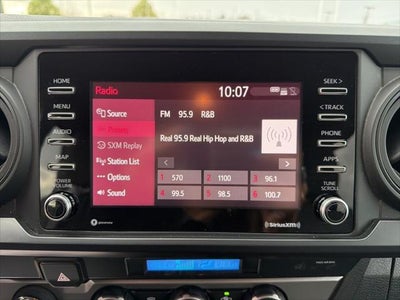 Radio
10:07
HOME
MENU
AUDIO
MAP
POWER
VOLUME
Source
Presets
SXM Replay
Station List
Options
Sound
FM 95.9 R&B
Real 95.9 Real Hip Hop and R&B
1 570
2 1100
3 96.1
4 99.5
5 98.5
6 100.7
SEEK >
< TRACK
PHONE
APPS
TUNE
SCROLL
SiriusXM